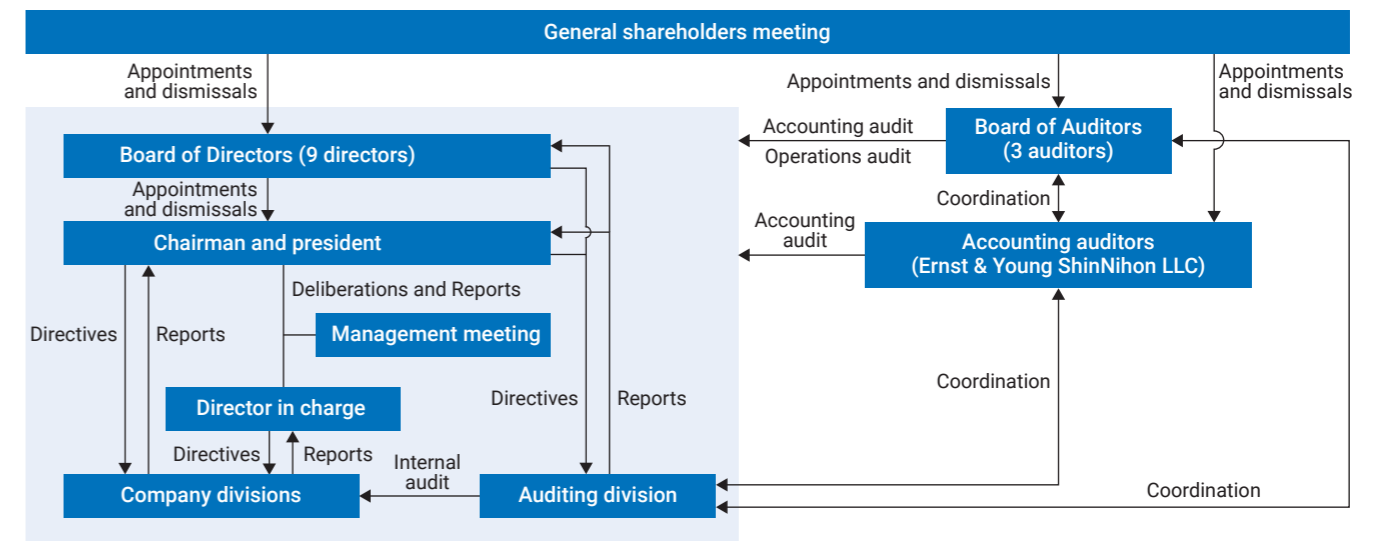 General shareholders meeting
Appointments
and dismissals
Appointments and dismissals
Appointments
and dismissals
Board of Directors (9 directors)
Accounting audit
Operations audit
Board of Auditors
(3 auditors)
Appointments
and dismissals
Coordination
Chairman and president
Accounting
audit
Accounting auditors
(Ernst & Young ShinNihon LLC)
Deliberations and Reports
Directives
Reports
Management meeting
Director in charge
Directives
Reports
Coordination
Directives
Reports
Internal
audit
Company divisions
Auditing division
Coordination